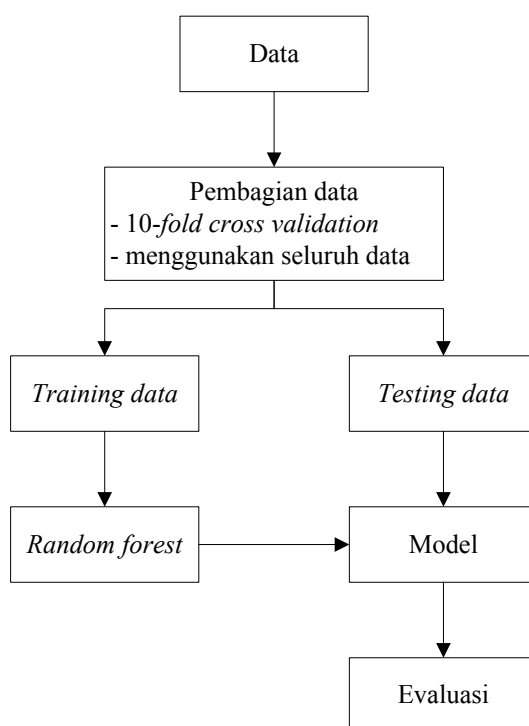 Data
Pembagian data
- 10-fold cross validation
- menggunakan seluruh data
Training data
Testing data
Random forest
Model
Evaluasi